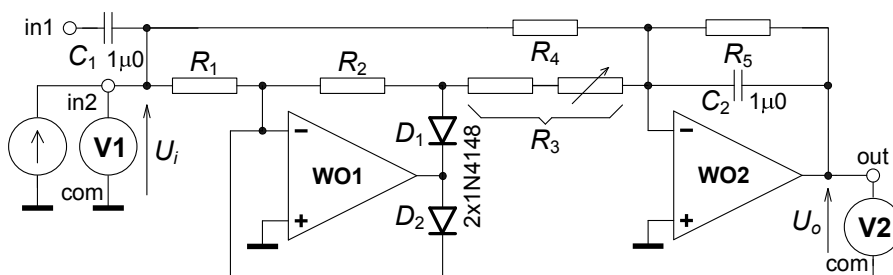 in1
C1 1μ0
R4
R5
R1
R2
C2 1μ0
in2
V1
Ui
D1
R3
2x1N4148
−
WO1
+
D2
−
WO2
+
out
Uo
V2
com
com